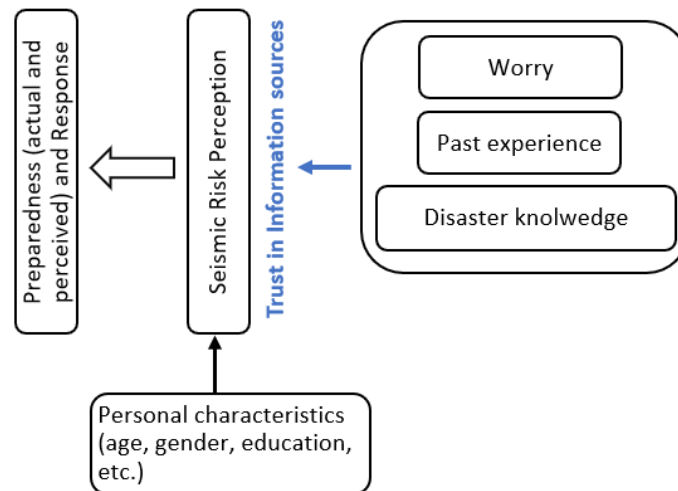 Preparedness (actual and
perceived) and Response
Seismic Risk Perception
Trust in Information sources
Worry
Past experience
Disaster knolwedge
Personal characteristics
(age, gender, education,
etc.)